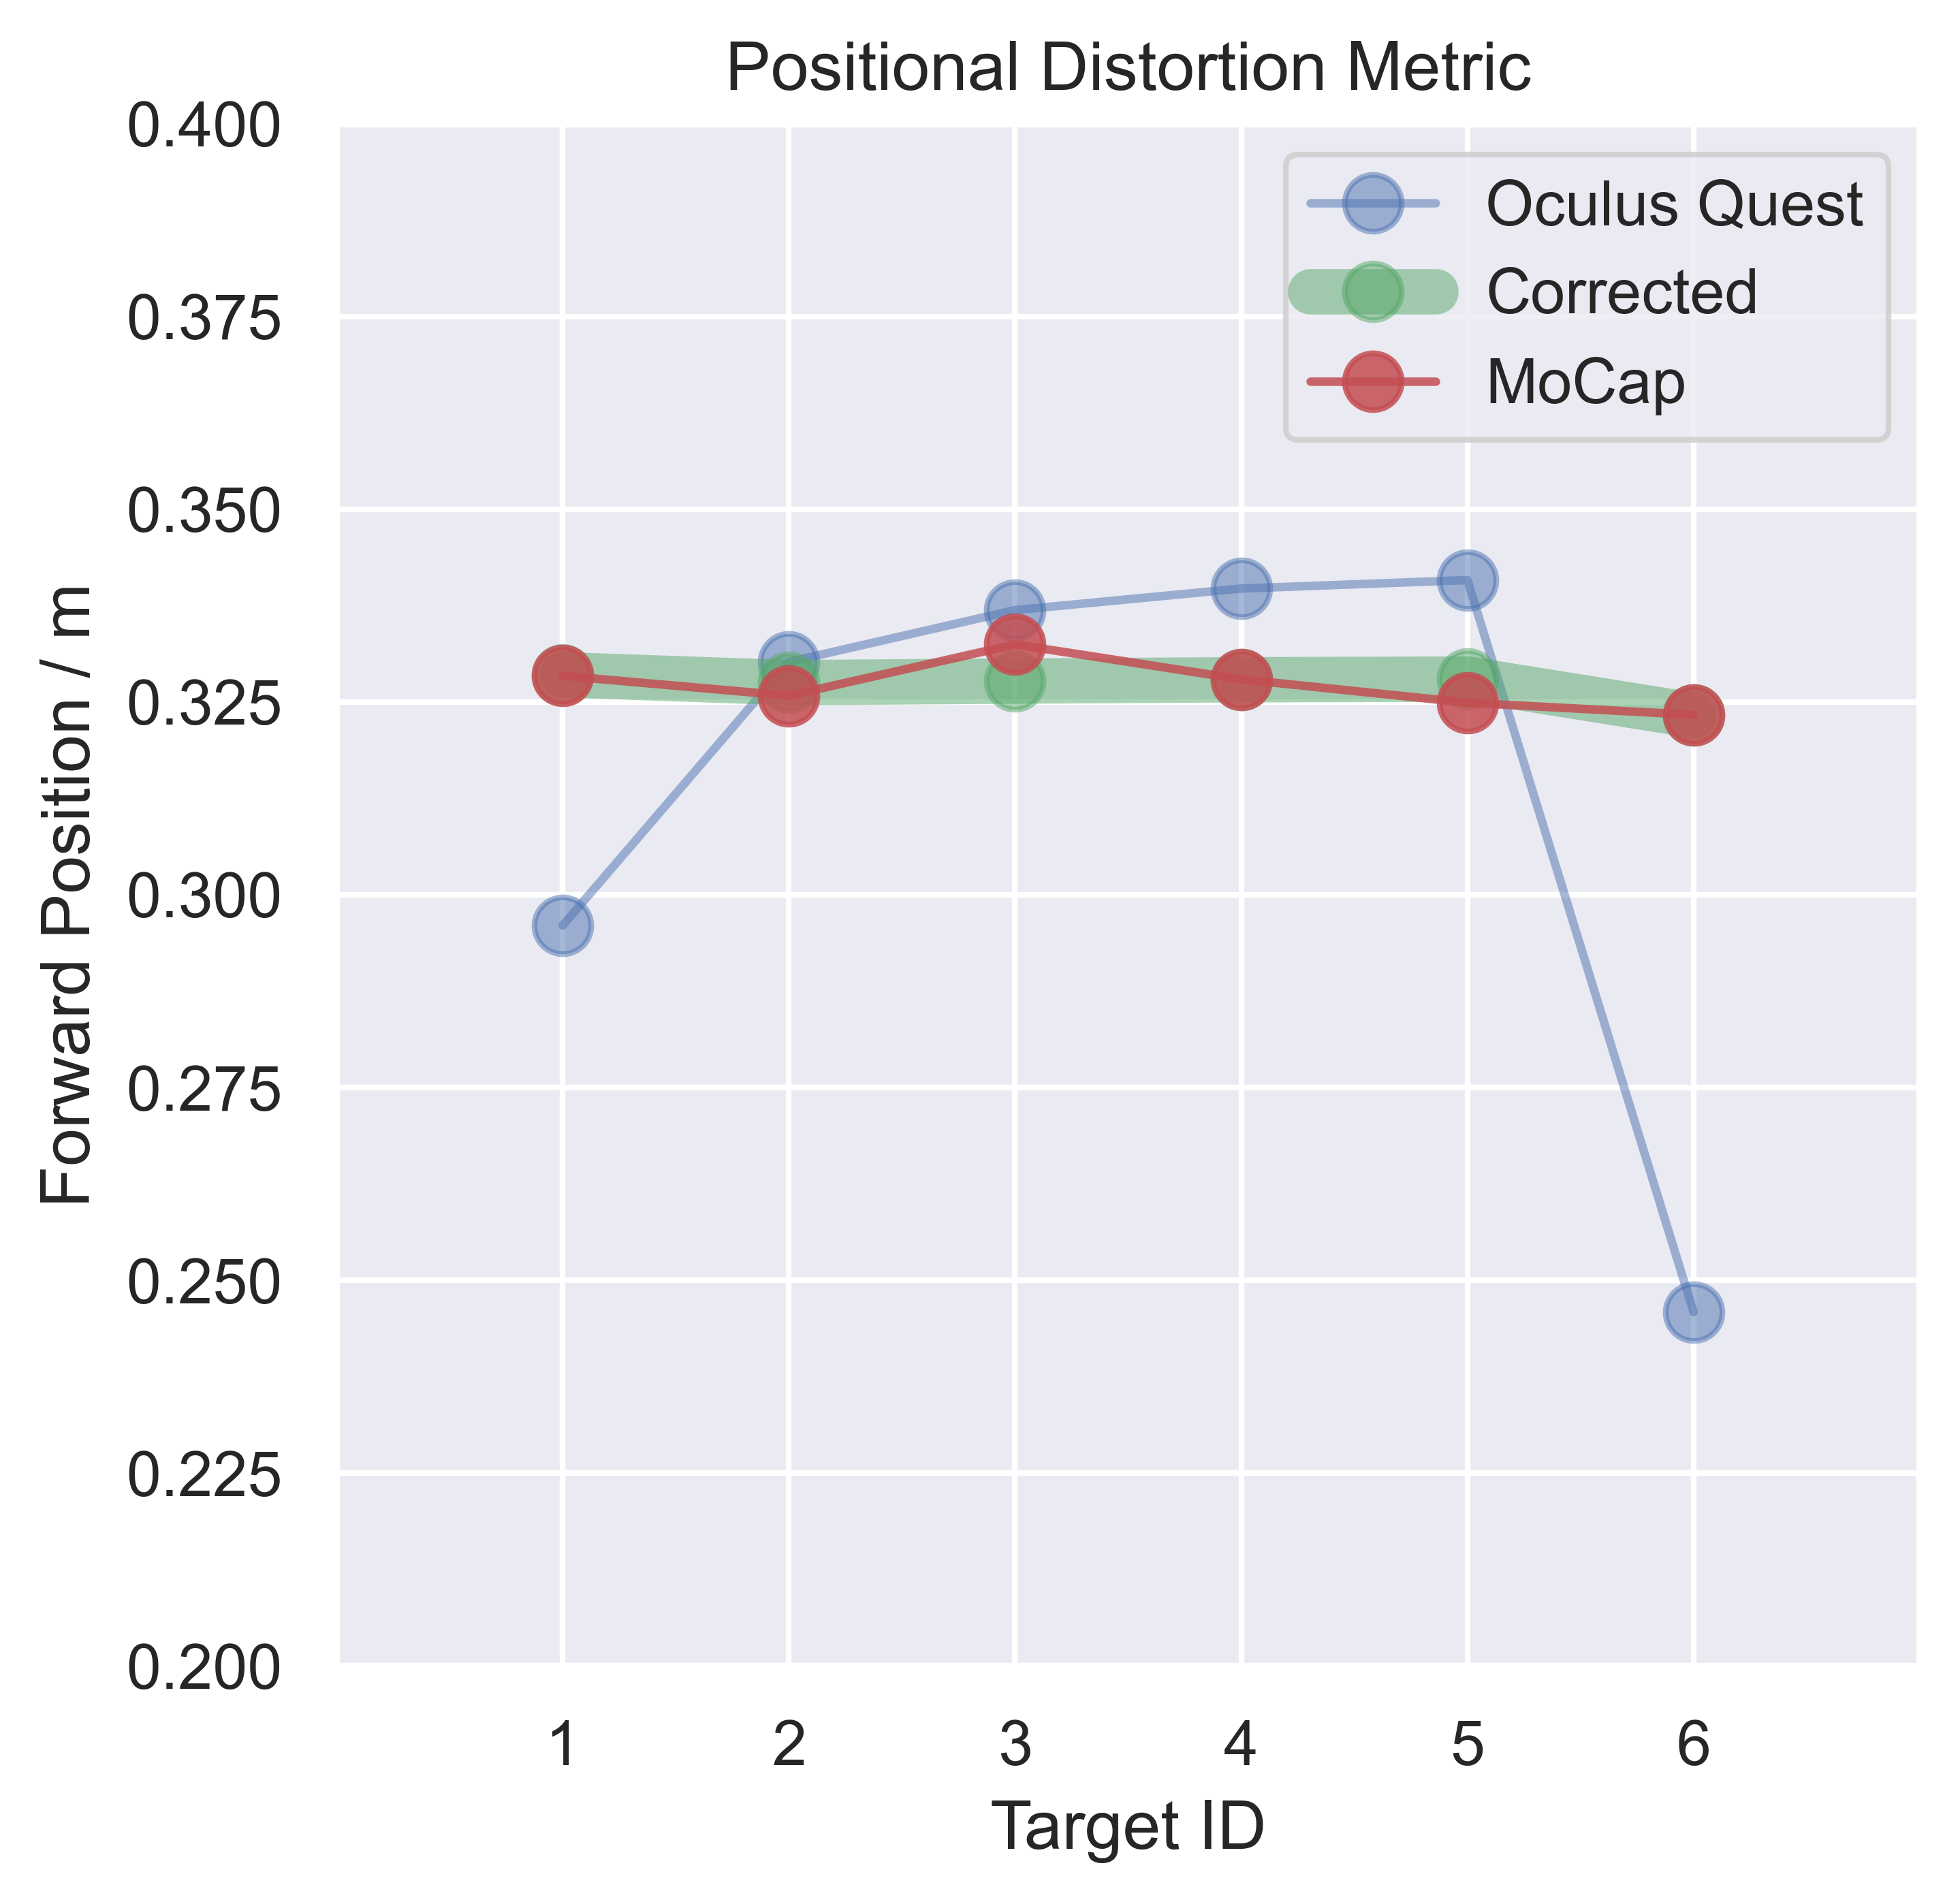 Positional Distortion Metric
0.400
0.375
0.350
0.325
0.300
0.275
0.250
0.225
0.200
Forward Position / m
Oculus Quest
Corrected
MoCap
1 2 3 4 5 6
Target ID